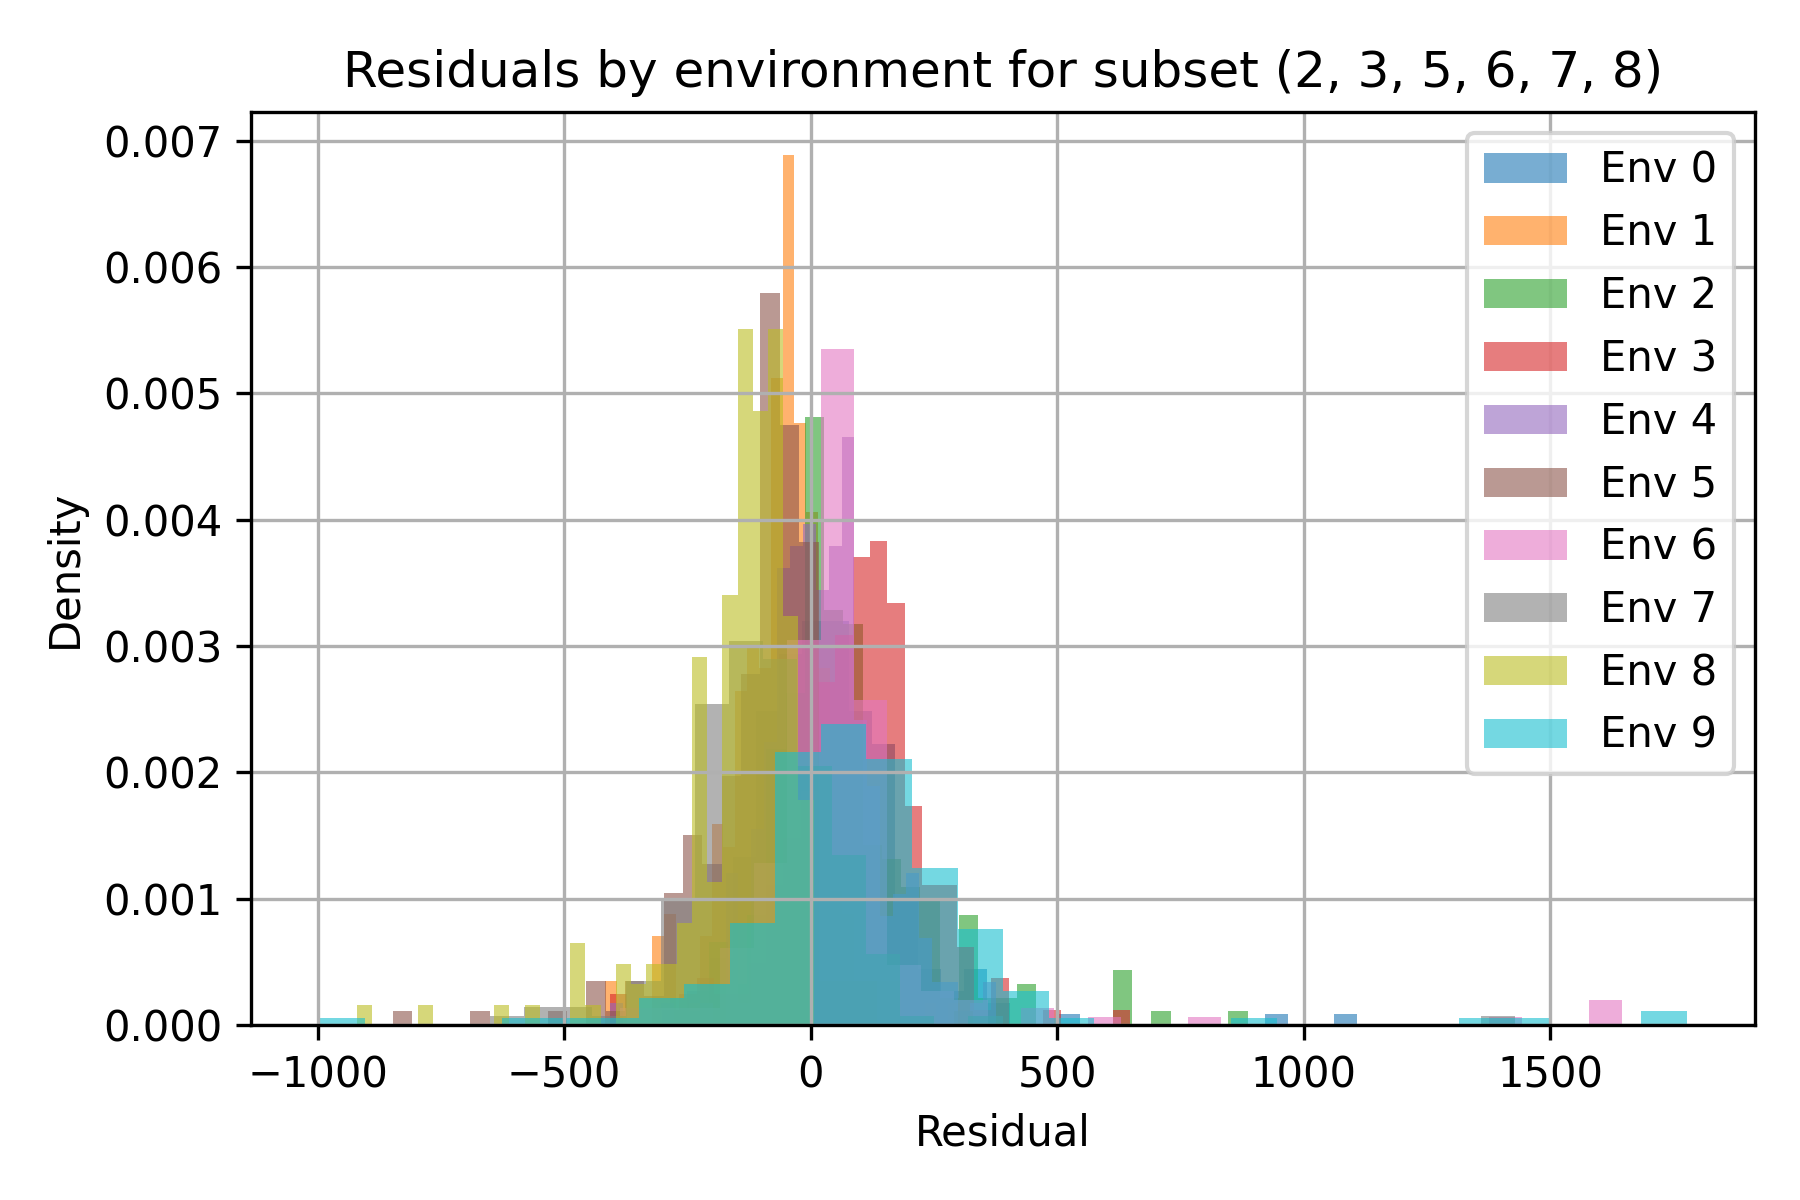 Residuals by environment for subset (2, 3, 5, 6, 7, 8)
0.007
0.006
0.005
0.004
0.003
0.002
0.001
0.000
Density
−1000
−500
0
500
1000
1500
Residual
Env 0
Env 1
Env 2
Env 3
Env 4
Env 5
Env 6
Env 7
Env 8
Env 9